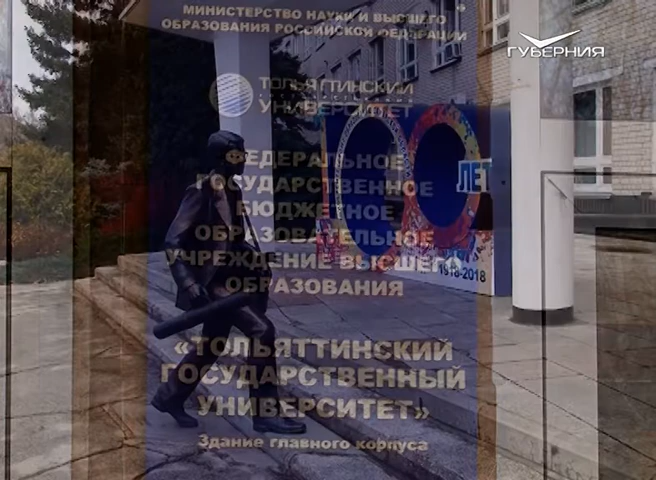 МИНИСТЕРСТВО НАУКИ И ВЫСШЕГО
ОБРАЗОВАНИЯ РОССИЙСКОЙ ФЕДЕРАЦИИ
ГУБЕРНИЯ
ТОЛЬЯТТИНСКИЙ
УНИВЕРСИТЕТ
ФЕДЕРАЛЬНОЕ
ГОСУДАРСТВЕННОЕ
БЮДЖЕТНОЕ
ОБРАЗОВАТЕЛЬНОЕ
УЧРЕЖДЕНИЕ ВЫСШЕГО
ОБРАЗОВАНИЯ
ЛЕТ
1918-2018
«ТОЛЬЯТТИНСКИЙ
ГОСУДАРСТВЕННЫЙ
УНИВЕРСИТЕТ»
Здание главного корпуса